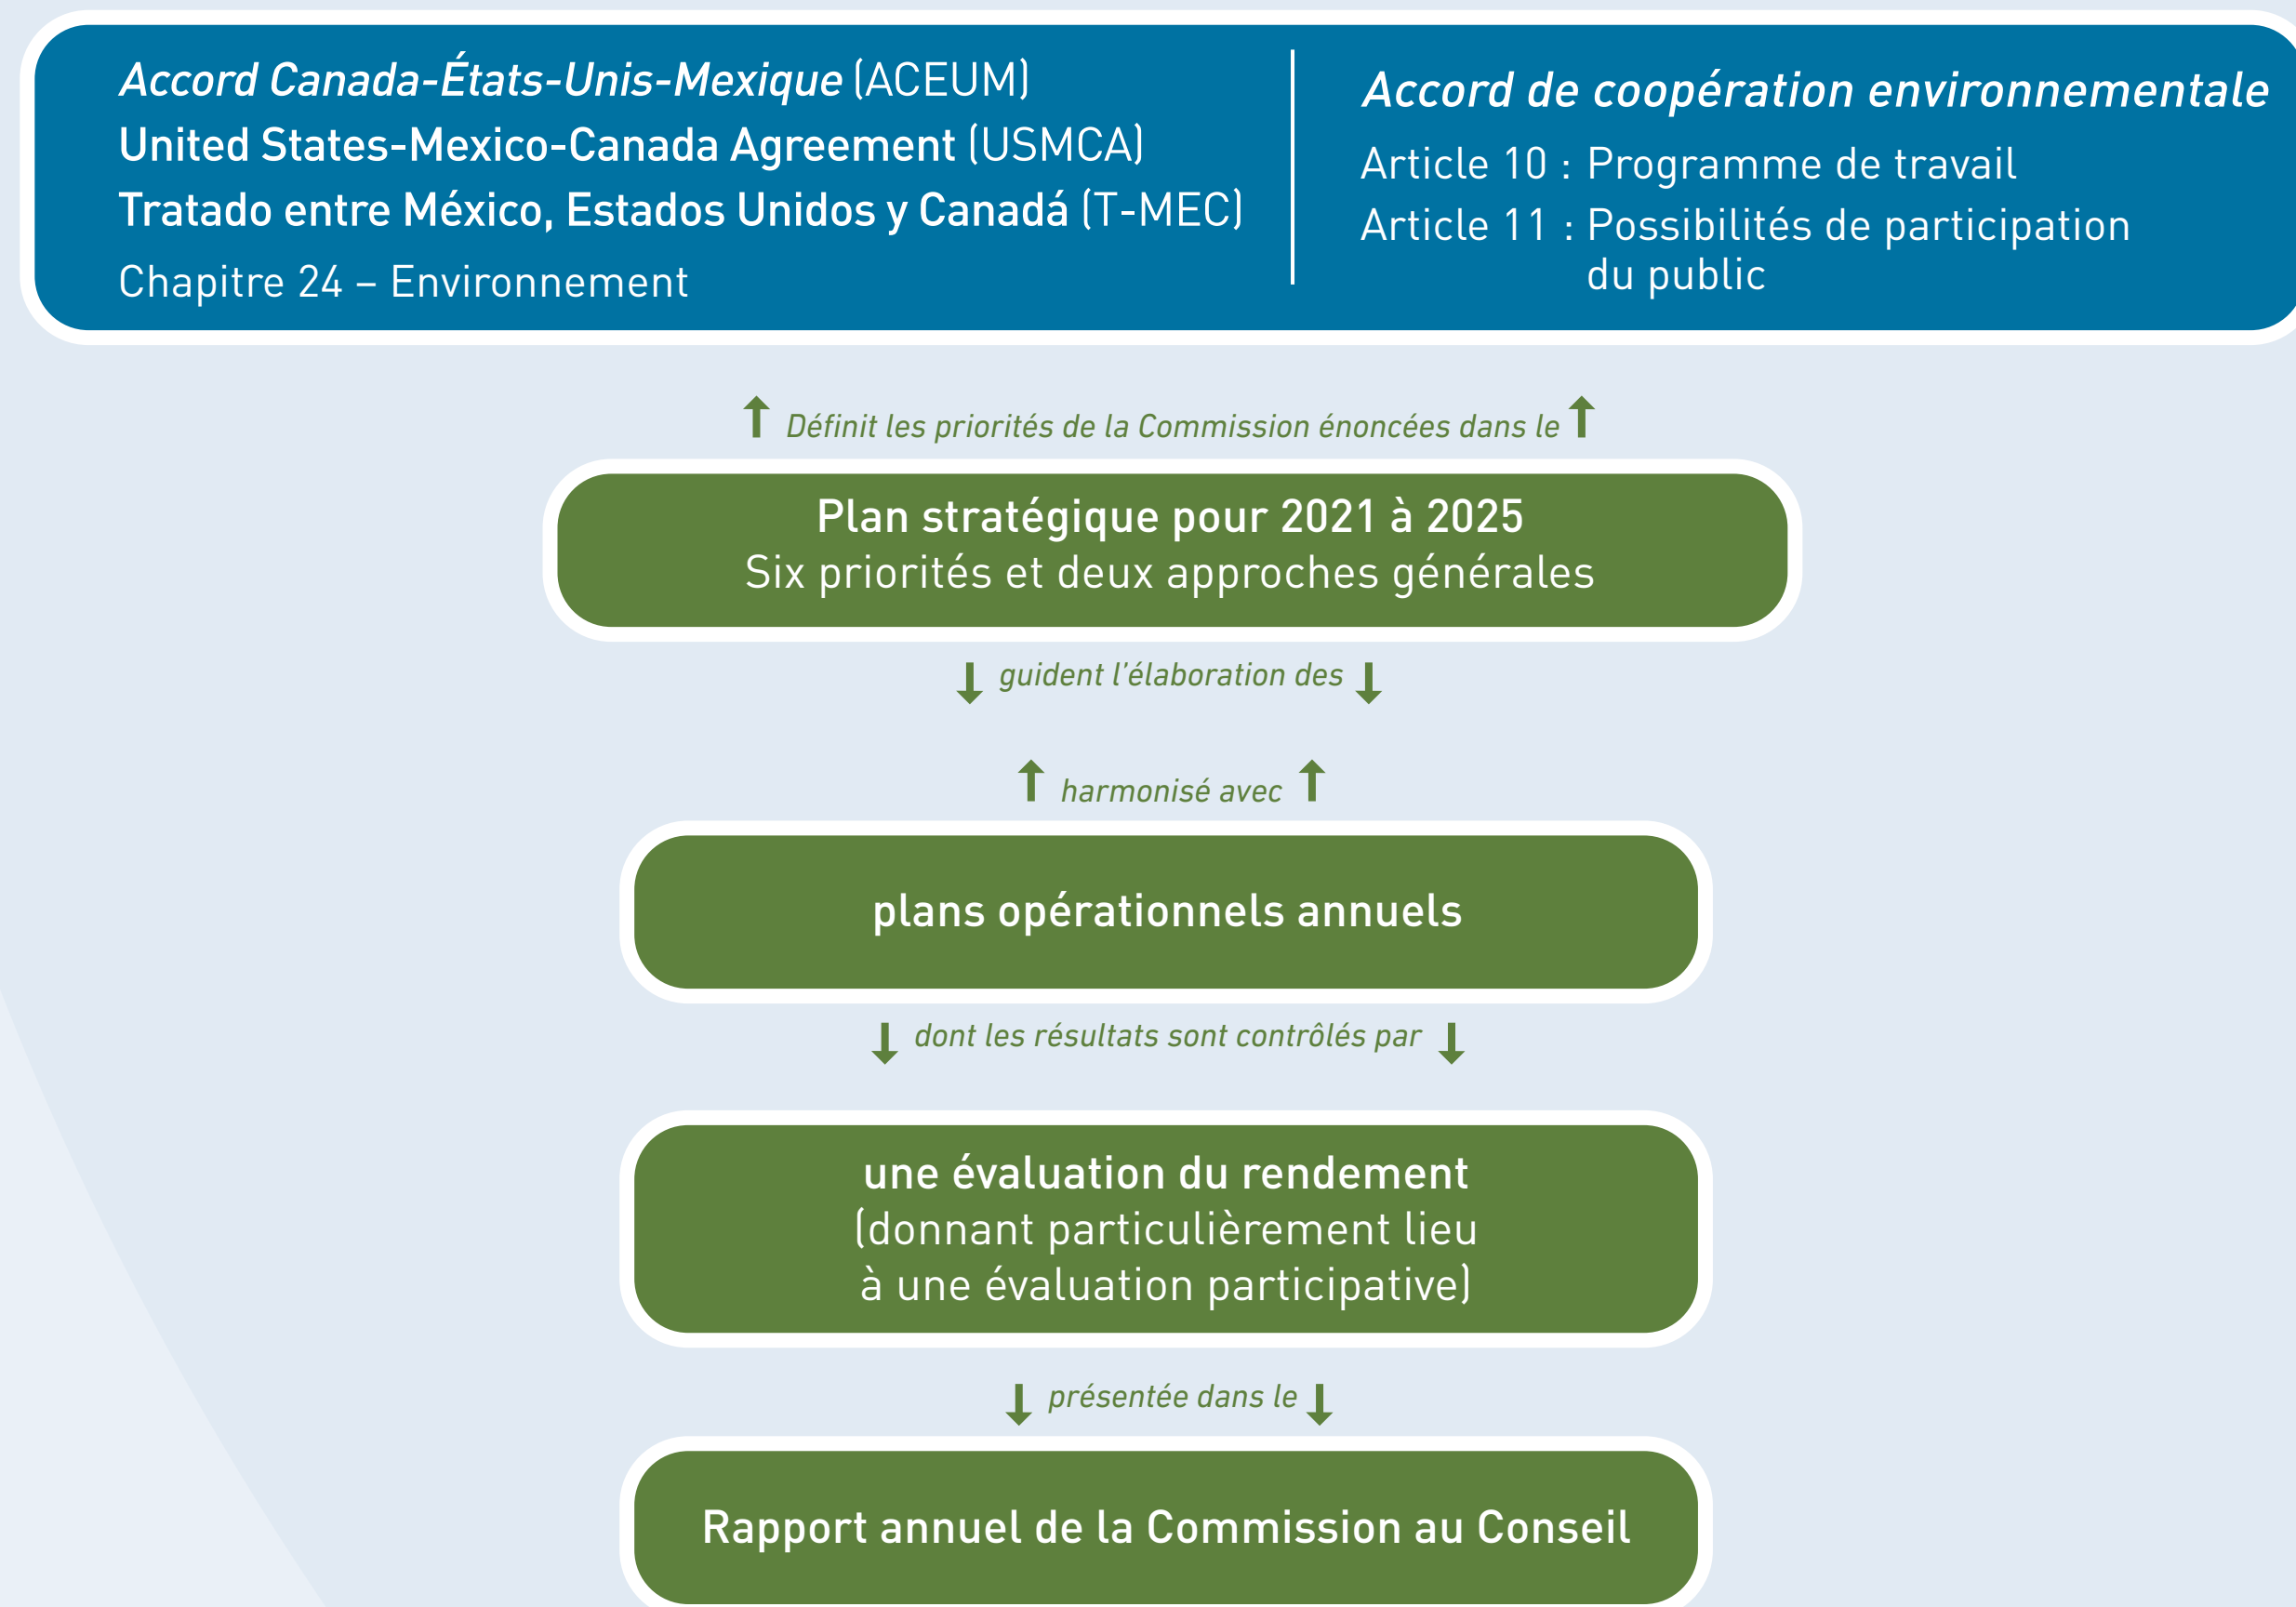 Accord Canada-États-Unis-Mexique (ACEUM)
United States-Mexico-Canada Agreement (USMCA)
Tratado entre México, Estados Unidos y Canadá (T-MEC)
Chapitre 24 – Environnement
Accord de coopération environnementale
Article 10 : Programme de travail
Article 11 : Possibilités de participation
du public
Définit les priorités de la Commission énoncées dans le
Plan stratégique pour 2021 à 2025
Six priorités et deux approches générales
guident l’élaboration des
harmonisé avec
plans opérationnels annuels
dont les résultats sont contrôlés par
une évaluation du rendement
(donnant particulièrement lieu
à une évaluation participative)
présentée dans le
Rapport annuel de la Commission au Conseil